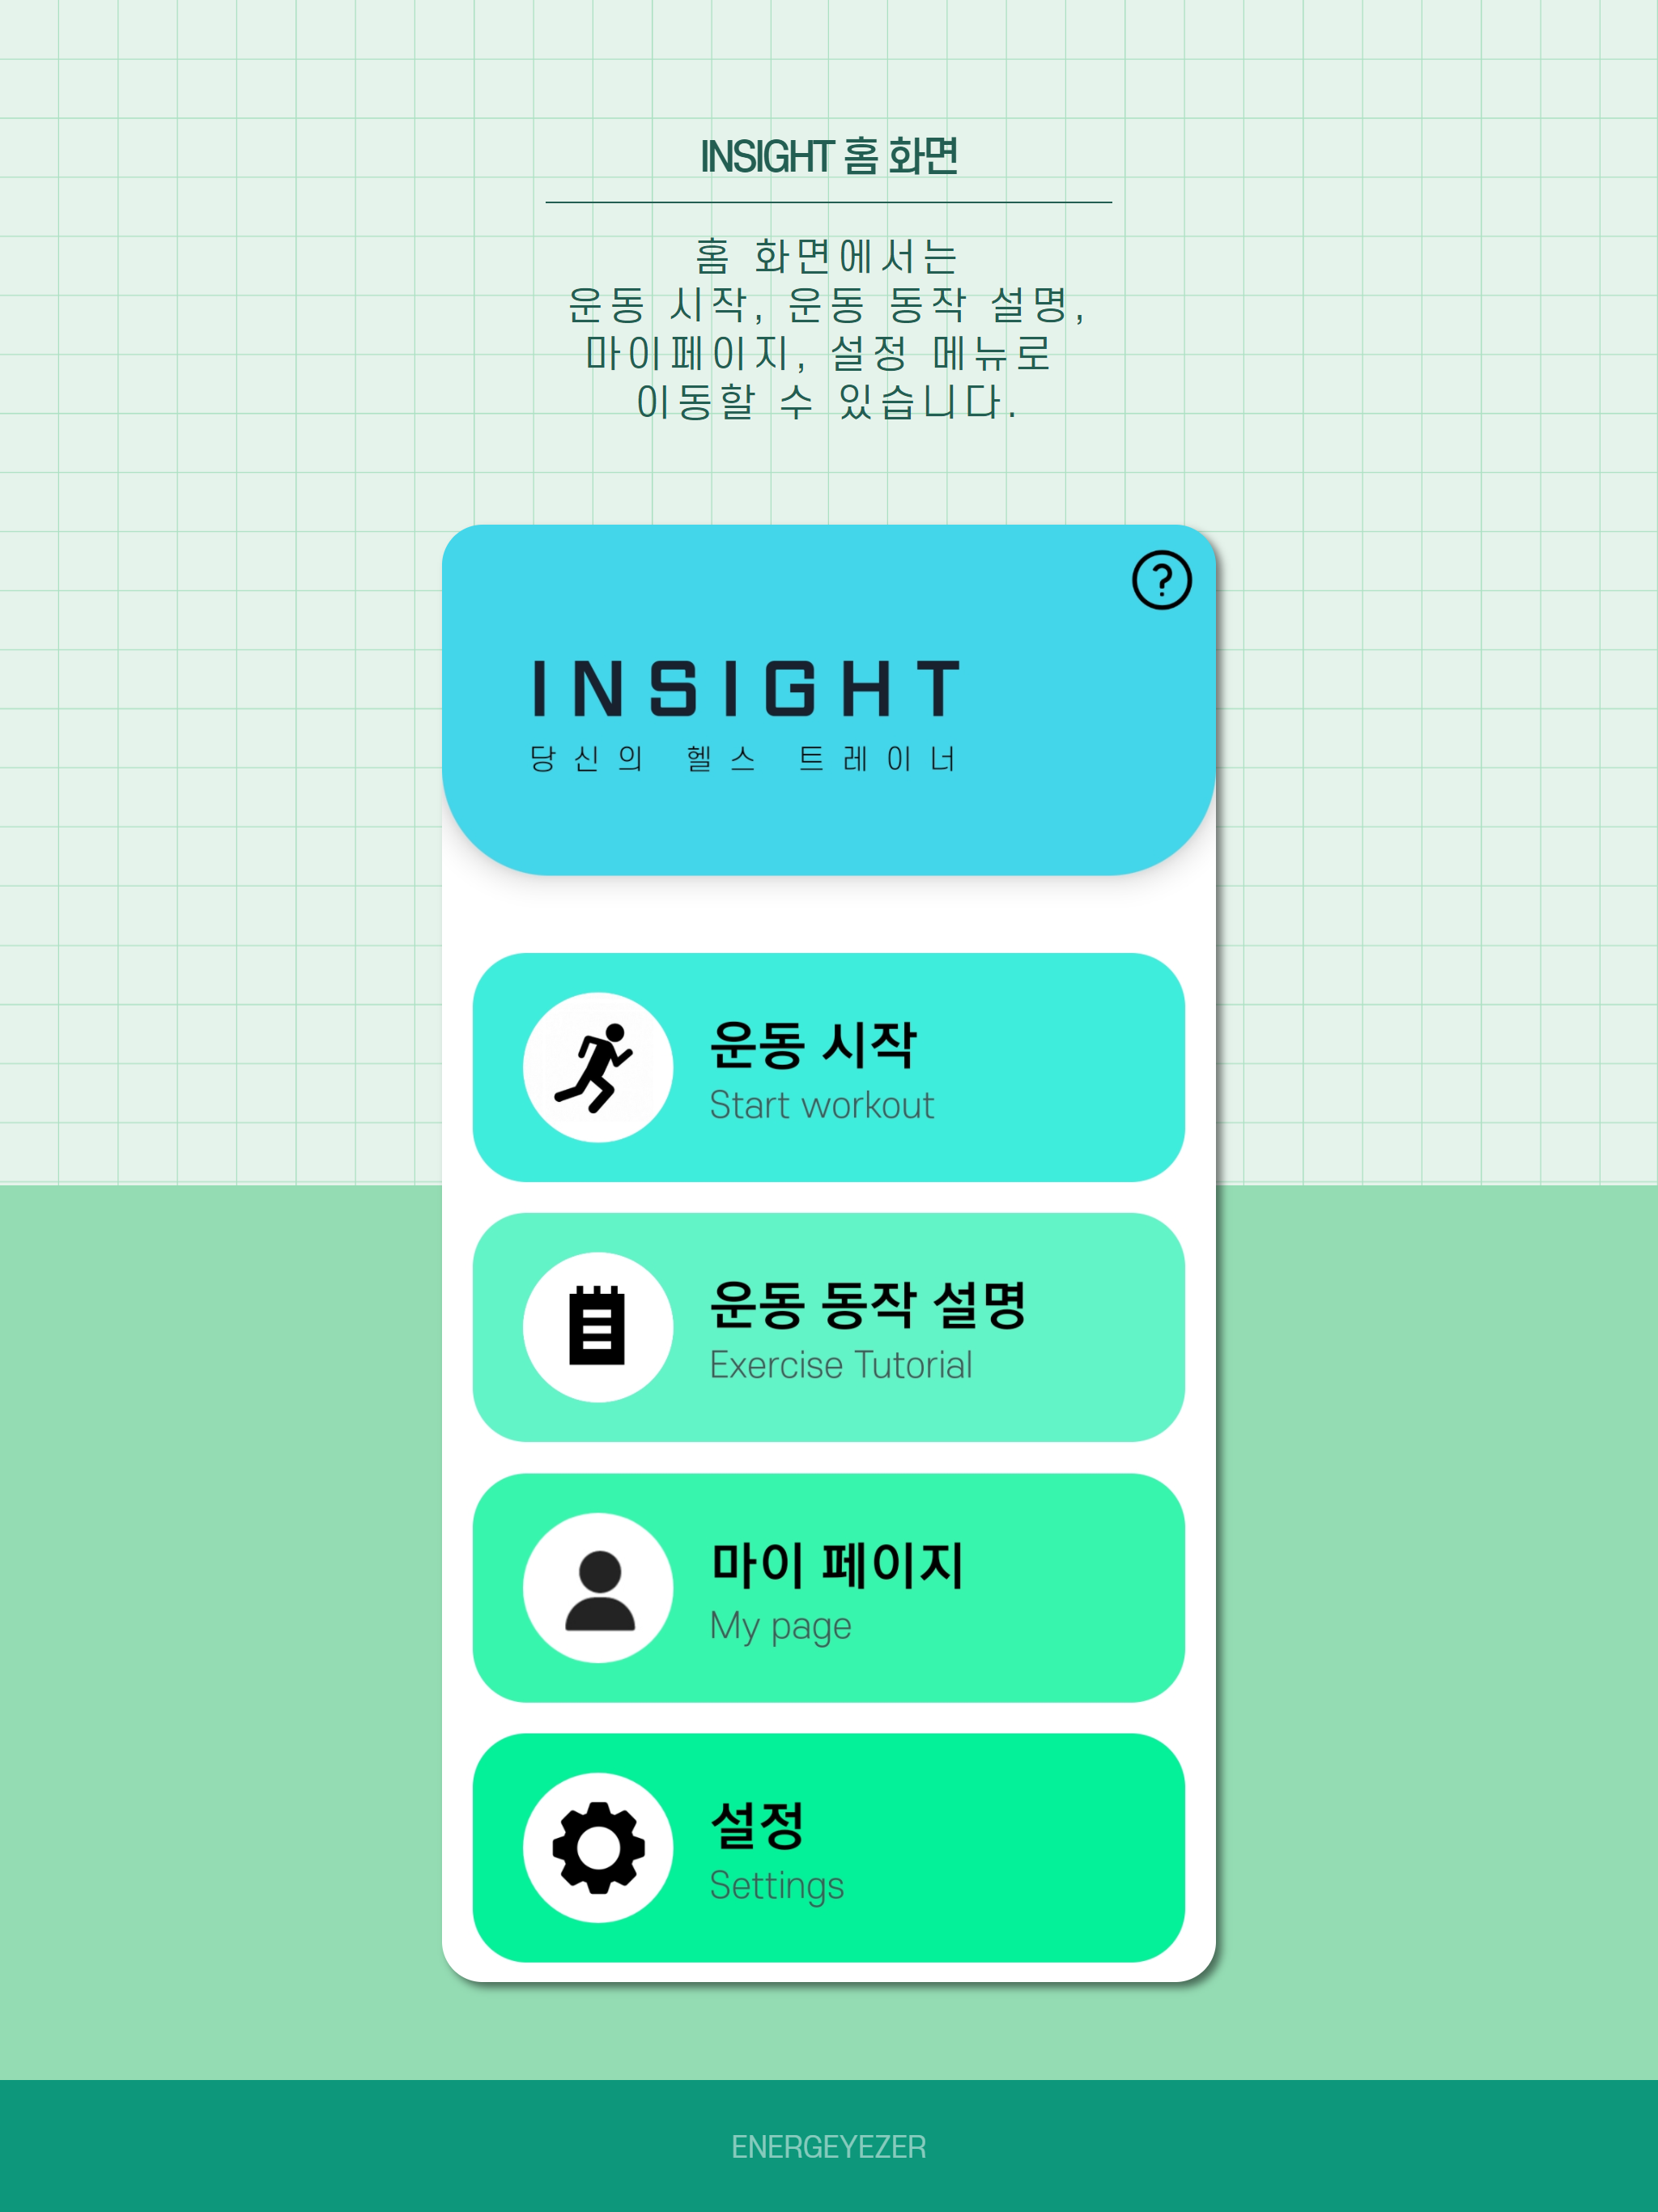 INSIGHT 홈 화면
홈 화면에서는
운동 시작, 운동 동작 설명,
마이페이지, 설정 메뉴로
이동할 수 있습니다.
?
INSIGHT
당신의 헬스 트레이너
운동 시작
Start workout
운동 동작 설명
Exercise Tutorial
마이 페이지
My page
설정
Settings
ENERGEYEZER